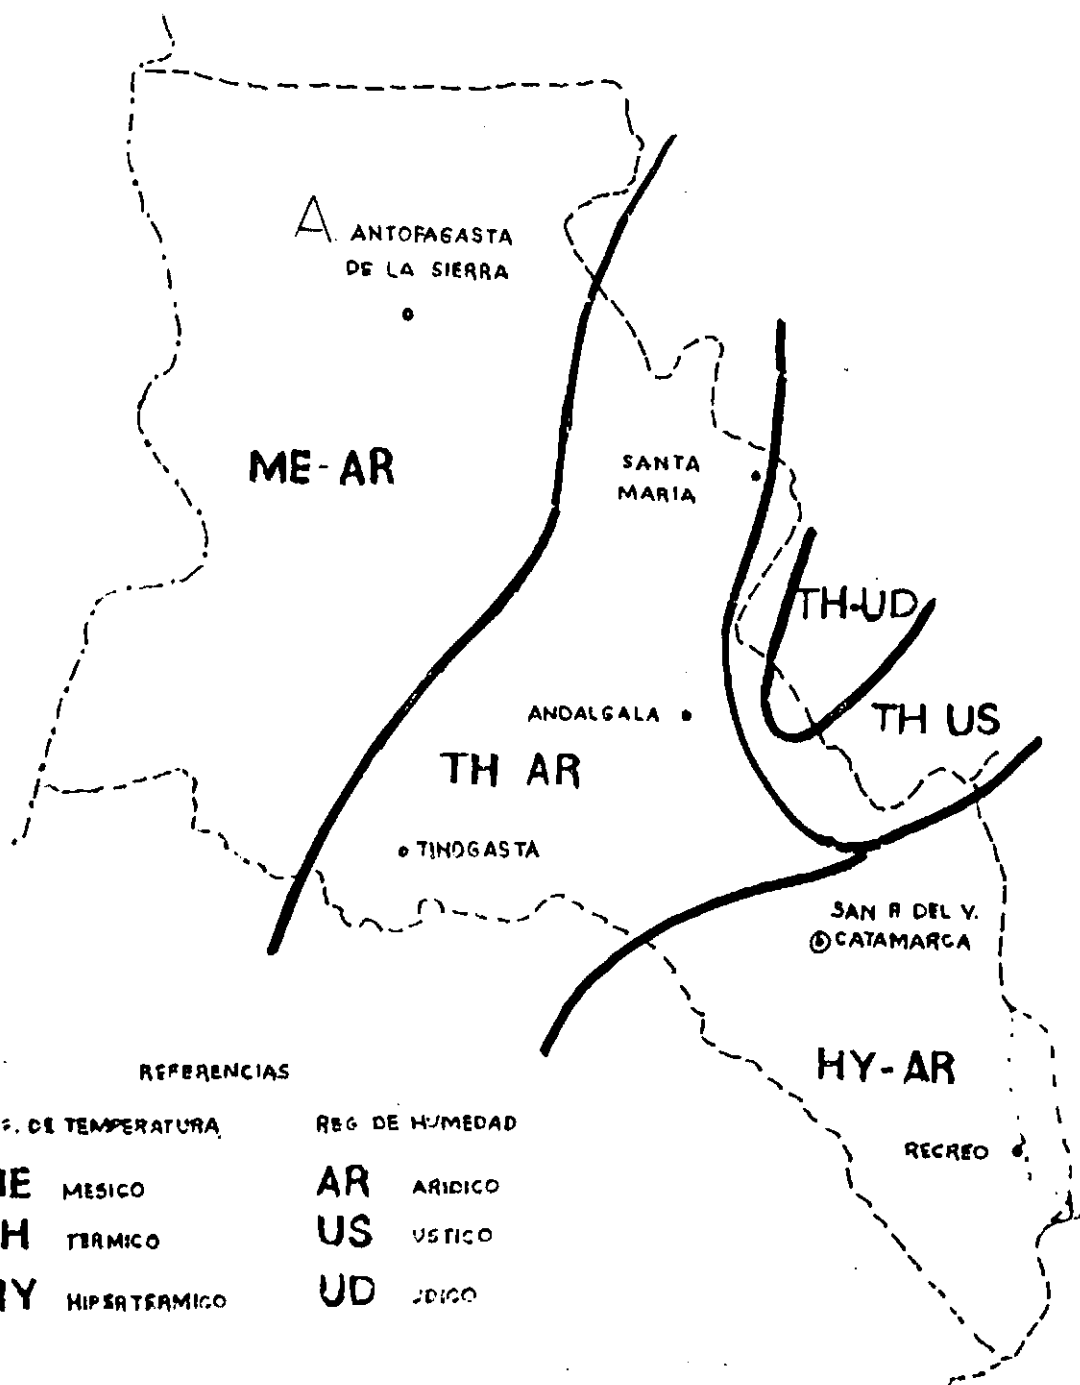 A. ANTOFAGASTA
DE LA SIERRA
ME-AR
SANTA
MARIA
TH-UD
ANDALGALA
TH US
TH AR
TINOGASTA
SAN F DEL V.
CATAMARCA
HY-AR
RECREO
REFERENCIAS
. DE TEMPERATURA
REG DE HUMEDAD
E MESICO
AR ARIDICO
H TERMICO
US USTICO
Y HIPERTERMICO
UD UDICO